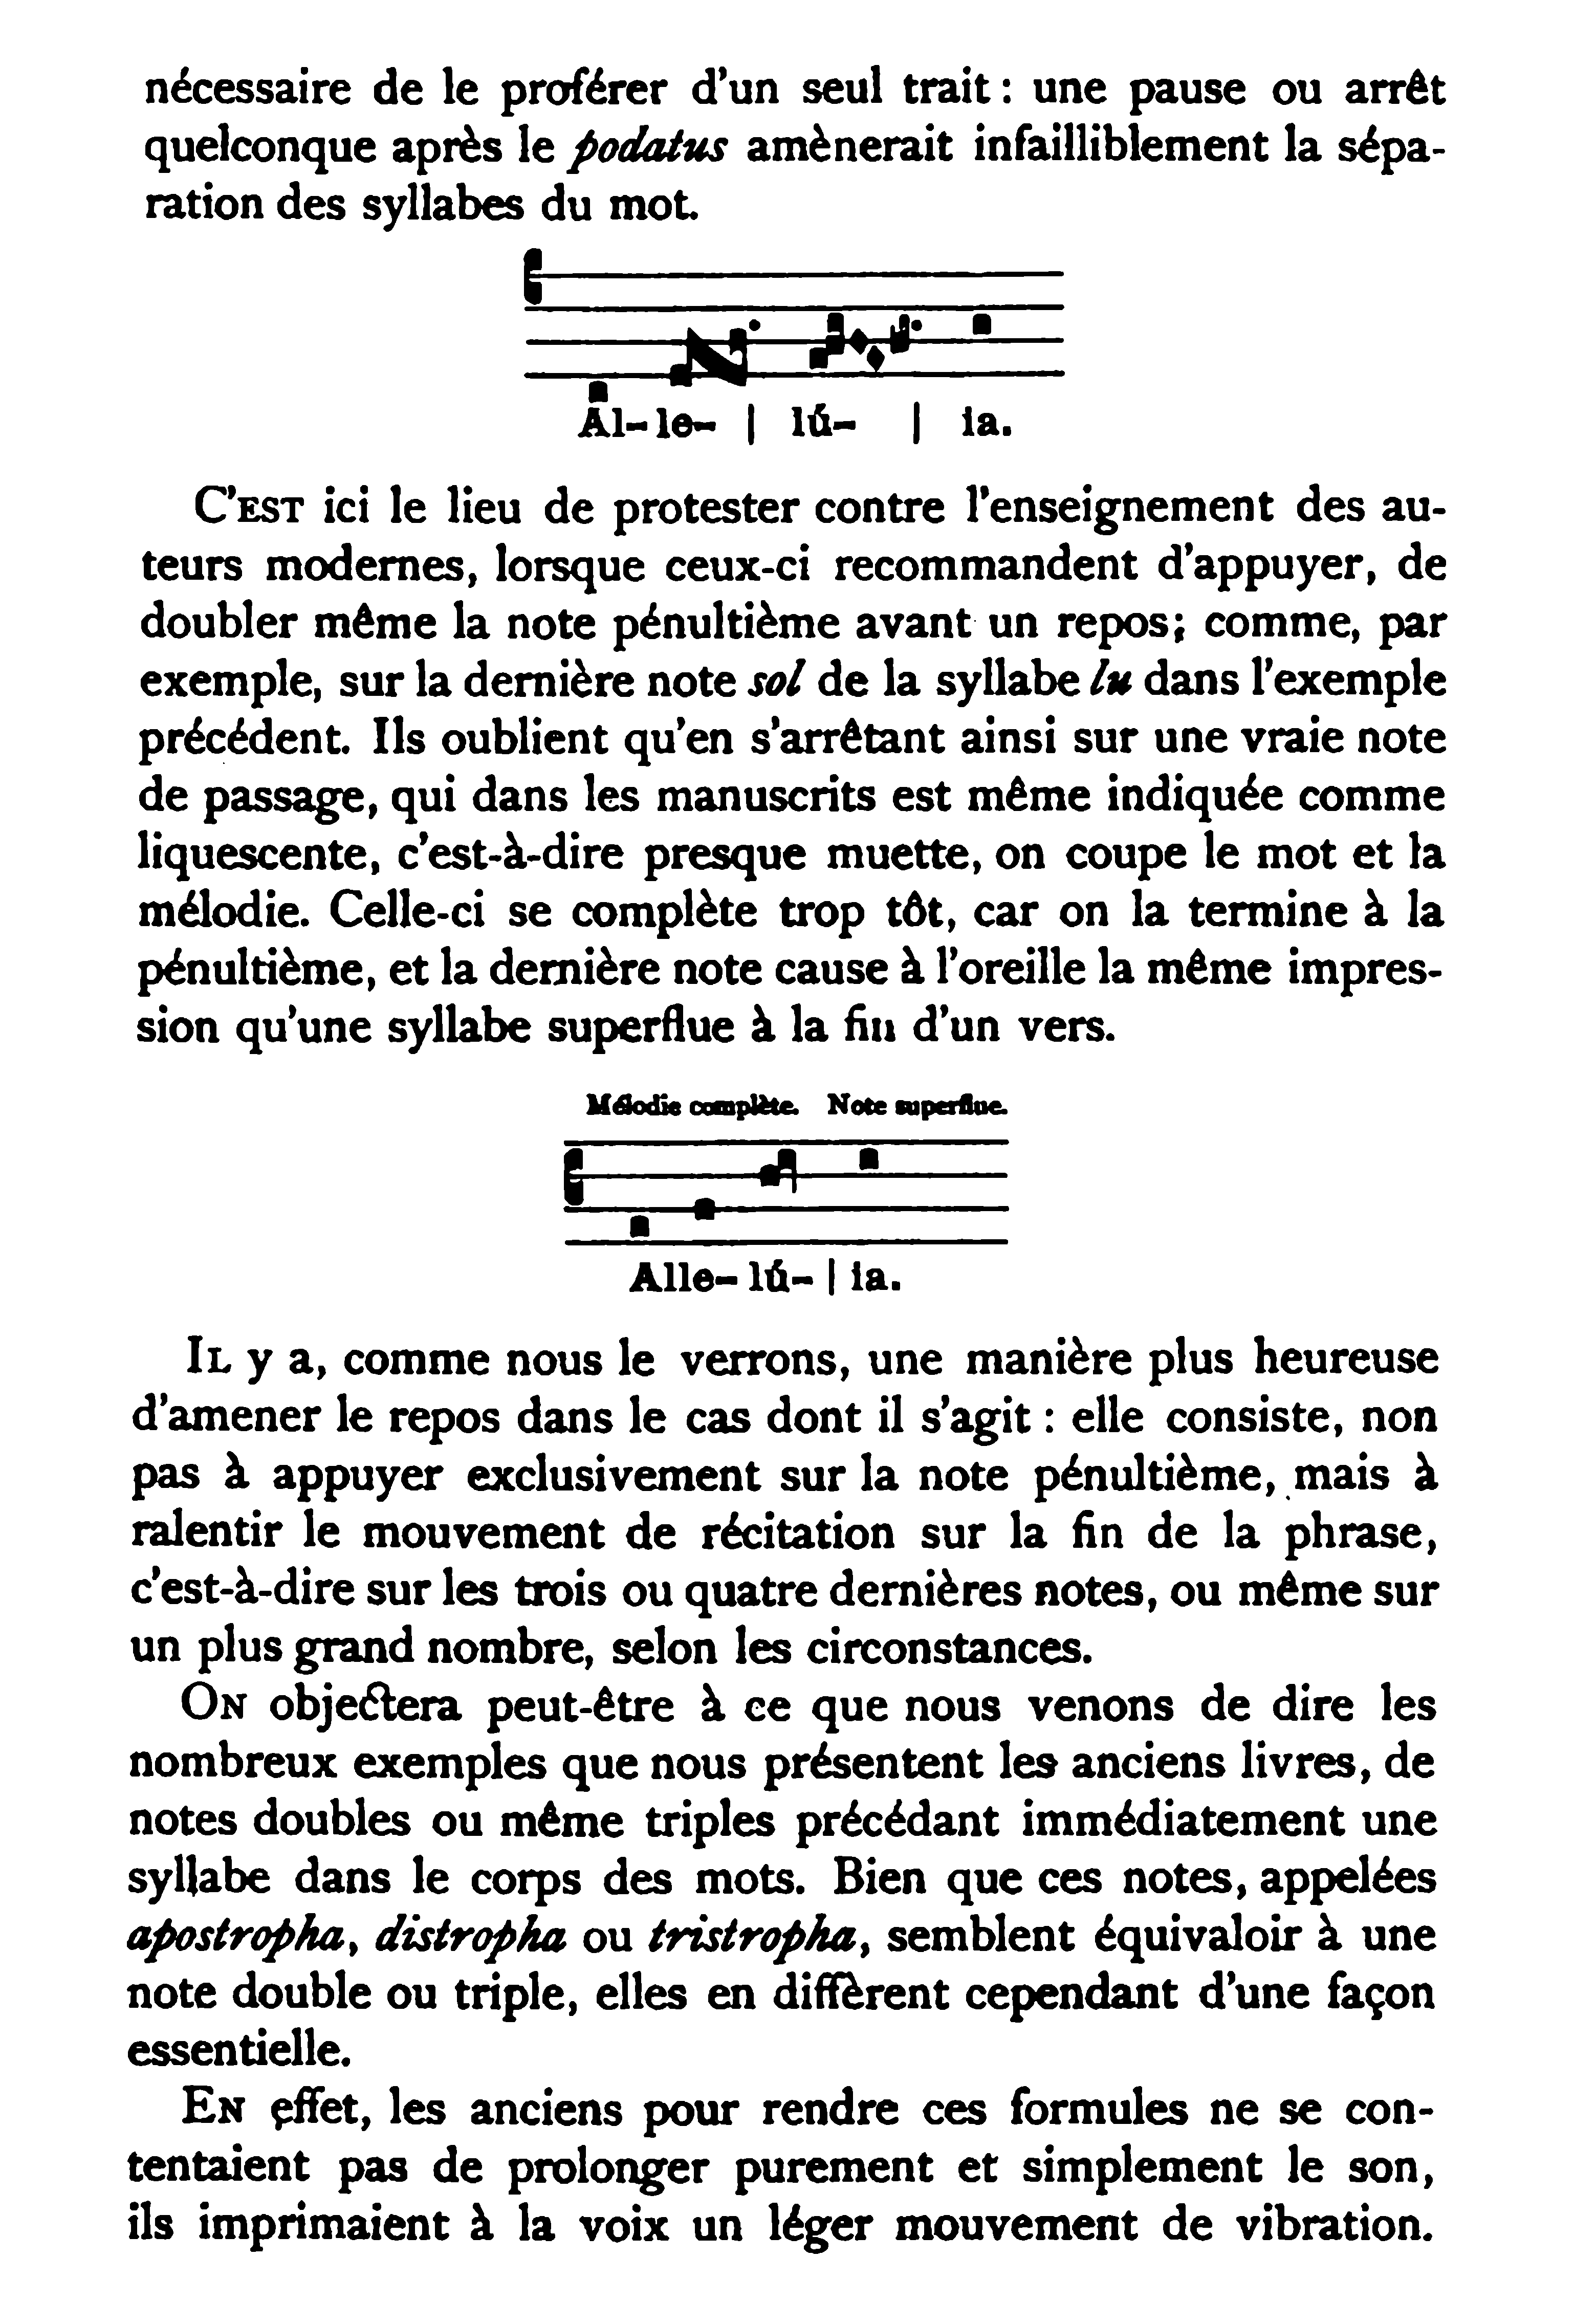 nécessaire de le proférer d'un seul trait : une pause ou arrêt
quelconque après le podatus amènerait infailliblement la sépa-
ration des syllabes du mot.
Al- le- | lú- | ia.
C'EST ici le lieu de protester contre l'enseignement des au-
teurs modernes, lorsque ceux-ci recommandent d'appuyer, de
doubler même la note pénultième avant un repos; comme, par
exemple, sur la dernière note sol de la syllabe lu dans l'exemple
précédent. Ils oublient qu'en s'arrêtant ainsi sur une vraie note
de passage, qui dans les manuscrits est même indiquée comme
liquescente, c'est-à-dire presque muette, on coupe le mot et la
mélodie. Celle-ci se complète trop tôt, car on la termine à la
pénultième, et la dernière note cause à l'oreille la même impres-
sion qu'une syllabe superflue à la fin d'un vers.
Mélodie complète. Note superflue.
Alle- lú- | ia.
IL y a, comme nous le verrons, une manière plus heureuse
d'amener le repos dans le cas dont il s'agit : elle consiste, non
pas à appuyer exclusivement sur la note pénultième, mais à
ralentir le mouvement de récitation sur la fin de la phrase,
c'est-à-dire sur les trois ou quatre dernières notes, ou même sur
un plus grand nombre, selon les circonstances.
ON objectera peut-être à ce que nous venons de dire les
nombreux exemples que nous présentent les anciens livres, de
notes doubles ou même triples précédant immédiatement une
syllabe dans le corps des mots. Bien que ces notes, appelées
apostropha, distropha ou tristropha, semblent équivaloir à une
note double ou triple, elles en diffèrent cependant d'une façon
essentielle.
EN effet, les anciens pour rendre ces formules ne se con-
tentaient pas de prolonger purement et simplement le son,
ils imprimaient à la voix un léger mouvement de vibration.